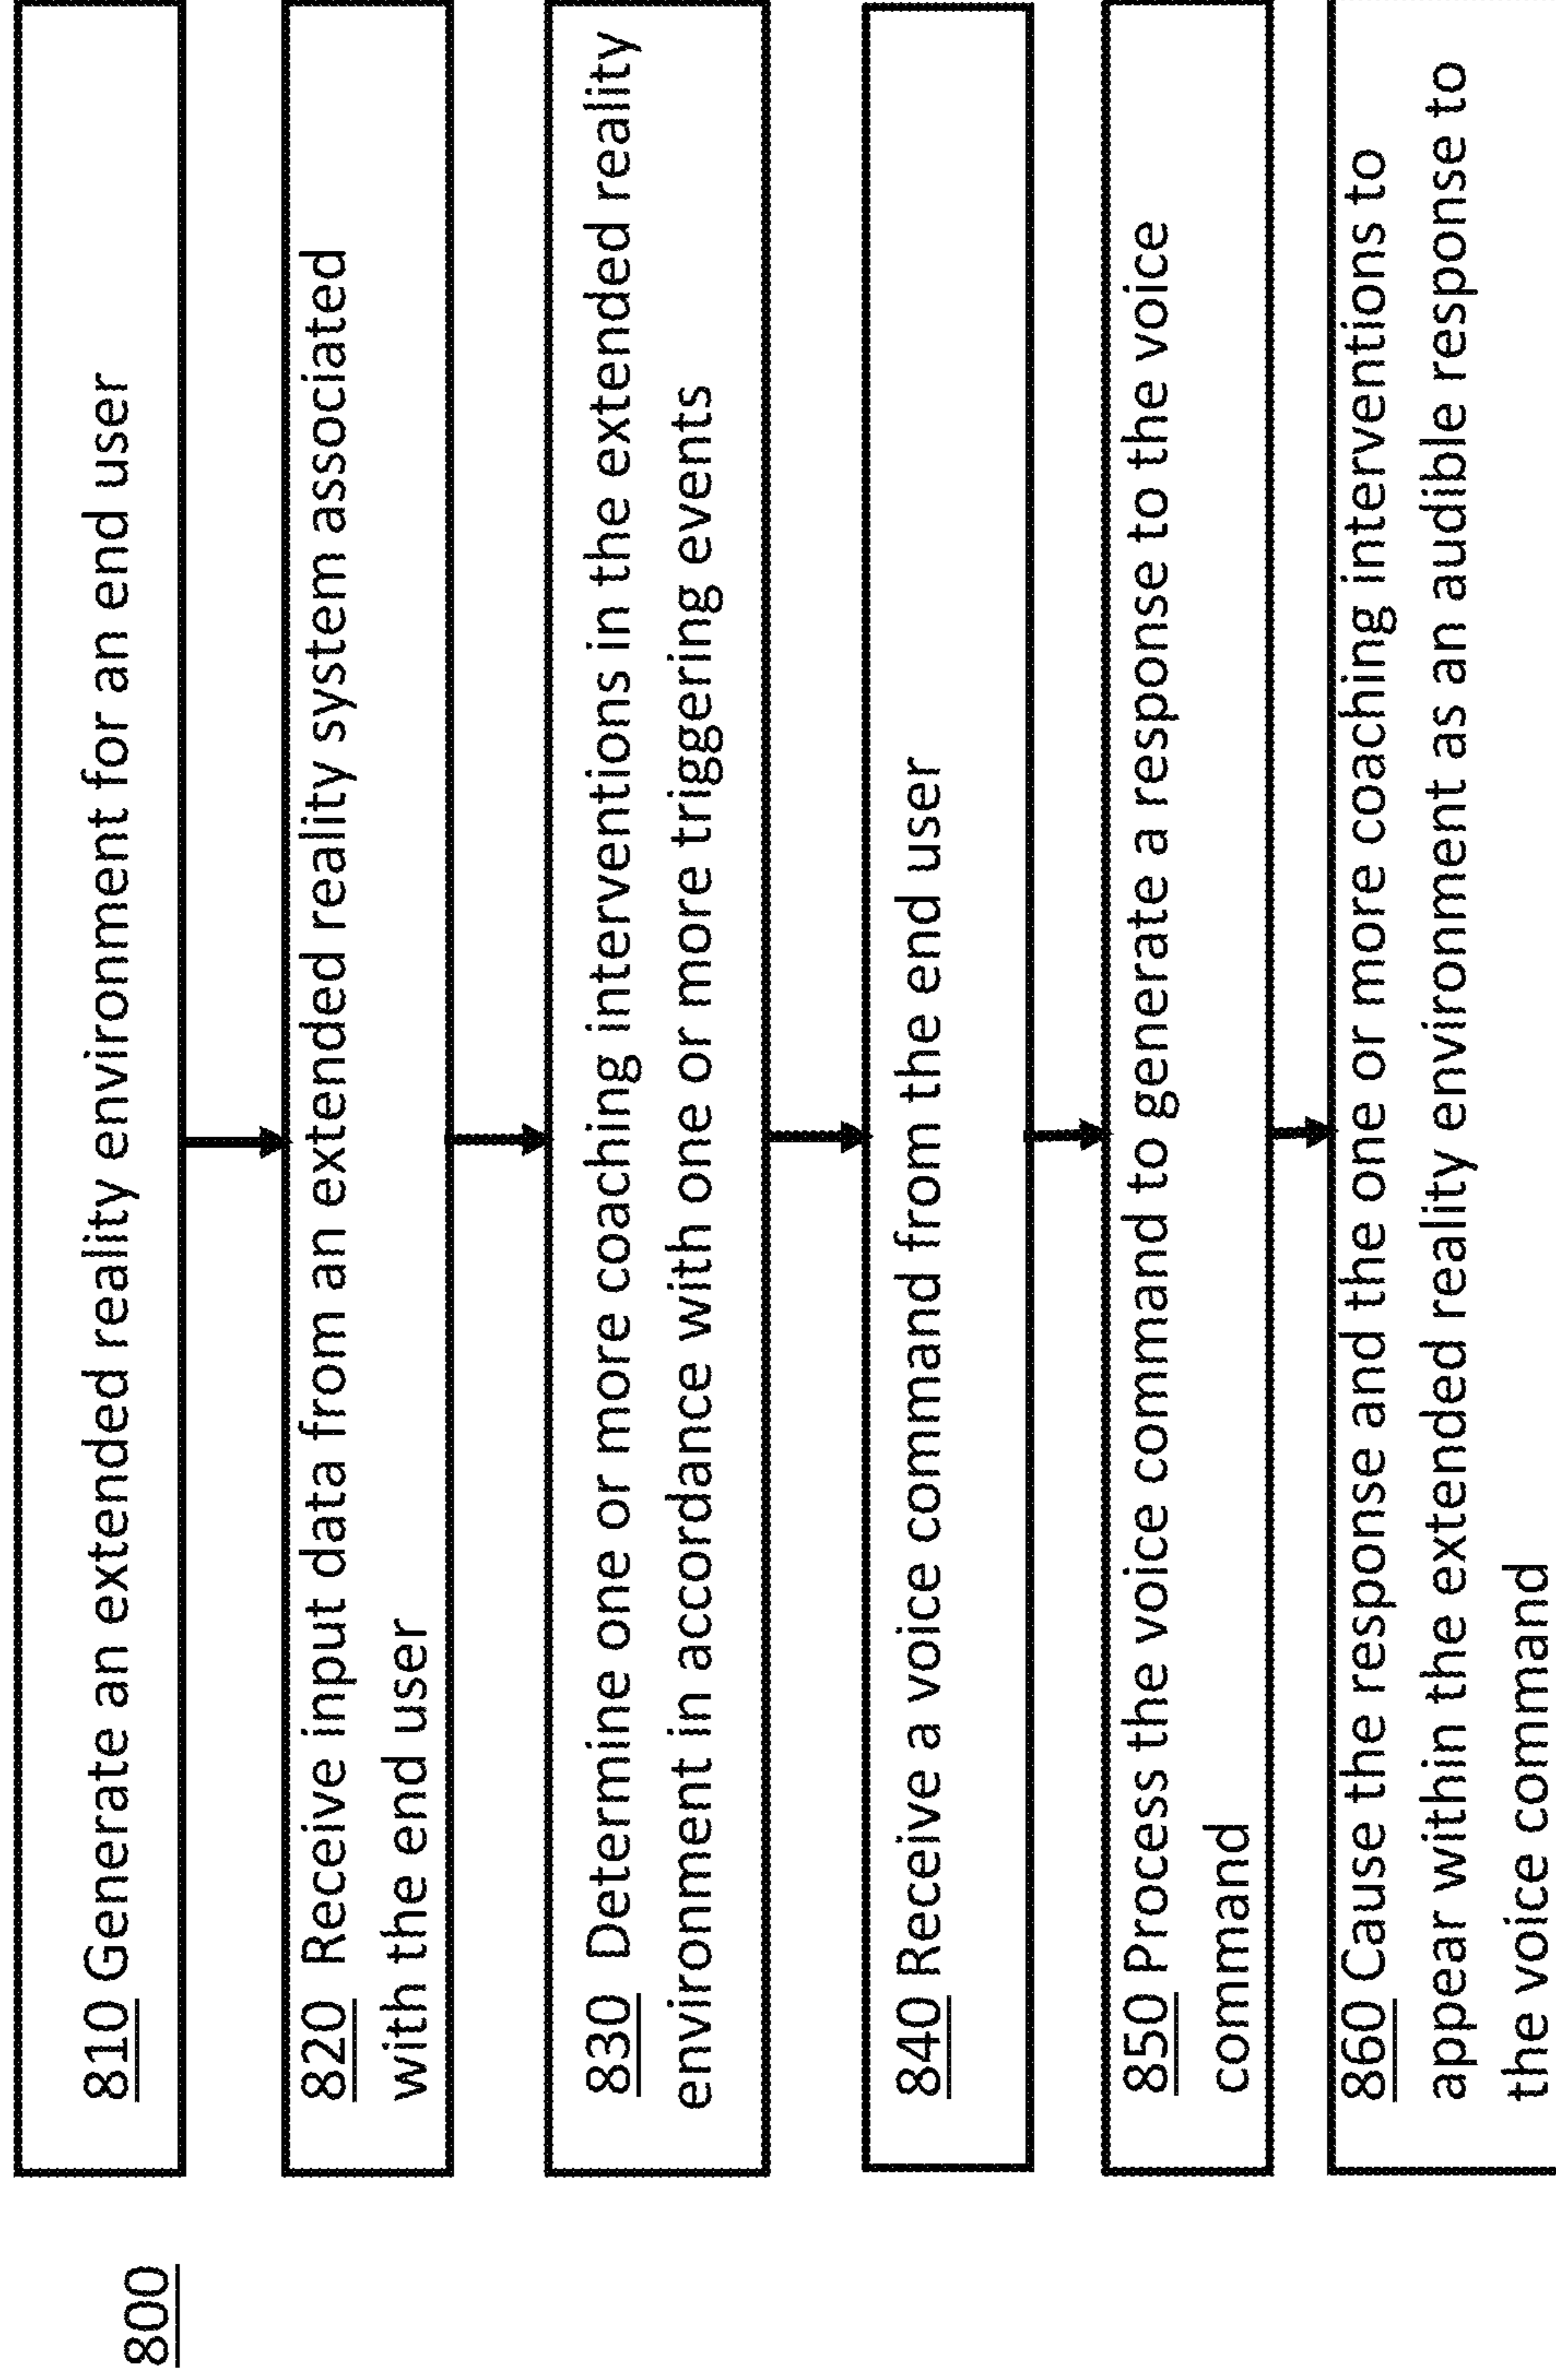 800
810 Generate an extended reality environment for an end user
820 Receive input data from an extended reality system associated
with the end user
830 Determine one or more coaching interventions in the extended reality
environment in accordance with one or more triggering events
840 Receive a voice command from the end user
850 Process the voice command to generate a response to the voice
command
860 Cause the response and the one or more coaching interventions to
appear within the extended reality environment as an audible response to
the voice command